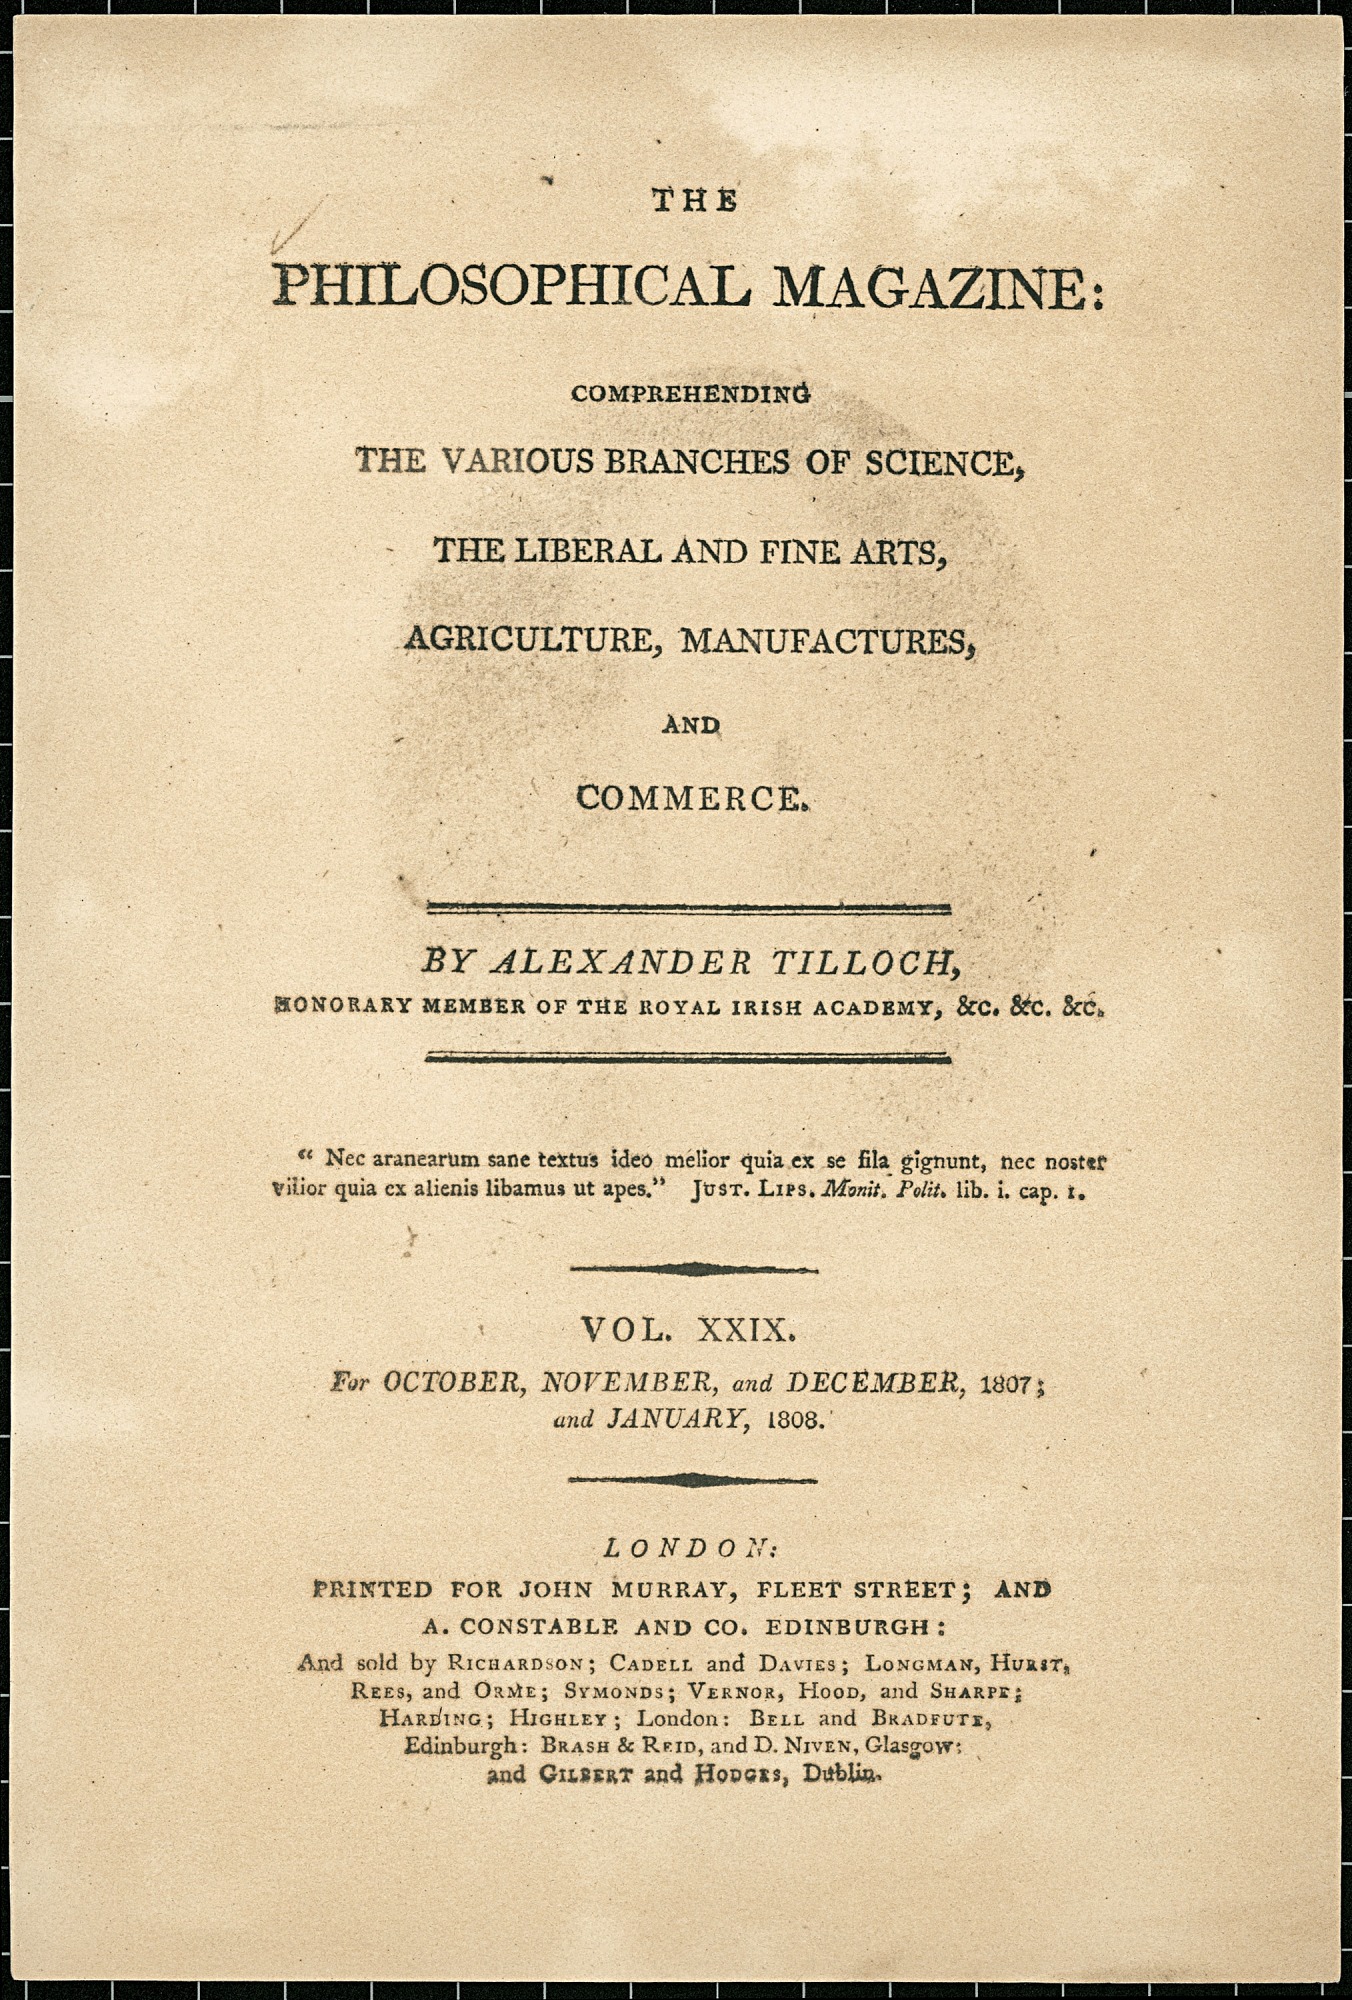 THE
PHILOSOPHICAL MAGAZINE:
COMPREHENDING
THE VARIOUS BRANCHES OF SCIENCE,
THE LIBERAL AND FINE ARTS,
AGRICULTURE, MANUFACTURES,
AND
COMMERCE.
BY ALEXANDER TILLOCH,
HONORARY MEMBER OF THE ROYAL IRISH ACADEMY, &C. &C. &C.
“ Nec aranearum sane textus ideo melior quia ex se fila gignunt, nec noster
vilior quia ex alienis libamus ut apes.” JUST. LIPS. Monit. Polit. lib. i. cap. 1.
VOL. XXIX.
For OCTOBER, NOVEMBER, and DECEMBER, 1807;
and JANUARY, 1808.
LONDON:
PRINTED FOR JOHN MURRAY, FLEET STREET; AND
A. CONSTABLE AND CO. EDINBURGH:
And sold by RICHARDSON; CADELL and DAVIES; LONGMAN, HURST,
REES, and ORME; SYMONDS; VERNOR, HOOD, and SHARPE;
HARDING; HIGHLEY; London: BELL and BRADFUTE,
Edinburgh: BRASH & REID, and D. NIVEN, Glasgow:
and GILBERT and HODGES, Dublin.